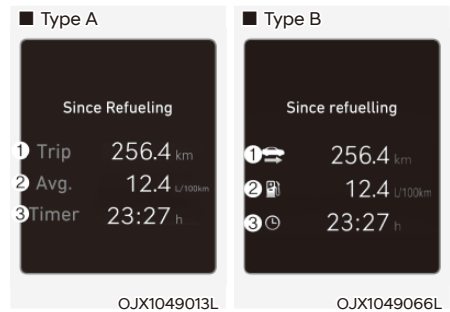 ■ Type A
Since Refueling
① Trip 256.4 km
② Avg. 12.4 L/100km
③ Timer 23:27 h
OJX1049013L
■ Type B
Since refuelling
① 256.4 km
② 12.4 L/100km
③ 23:27 h
OJX1049066L